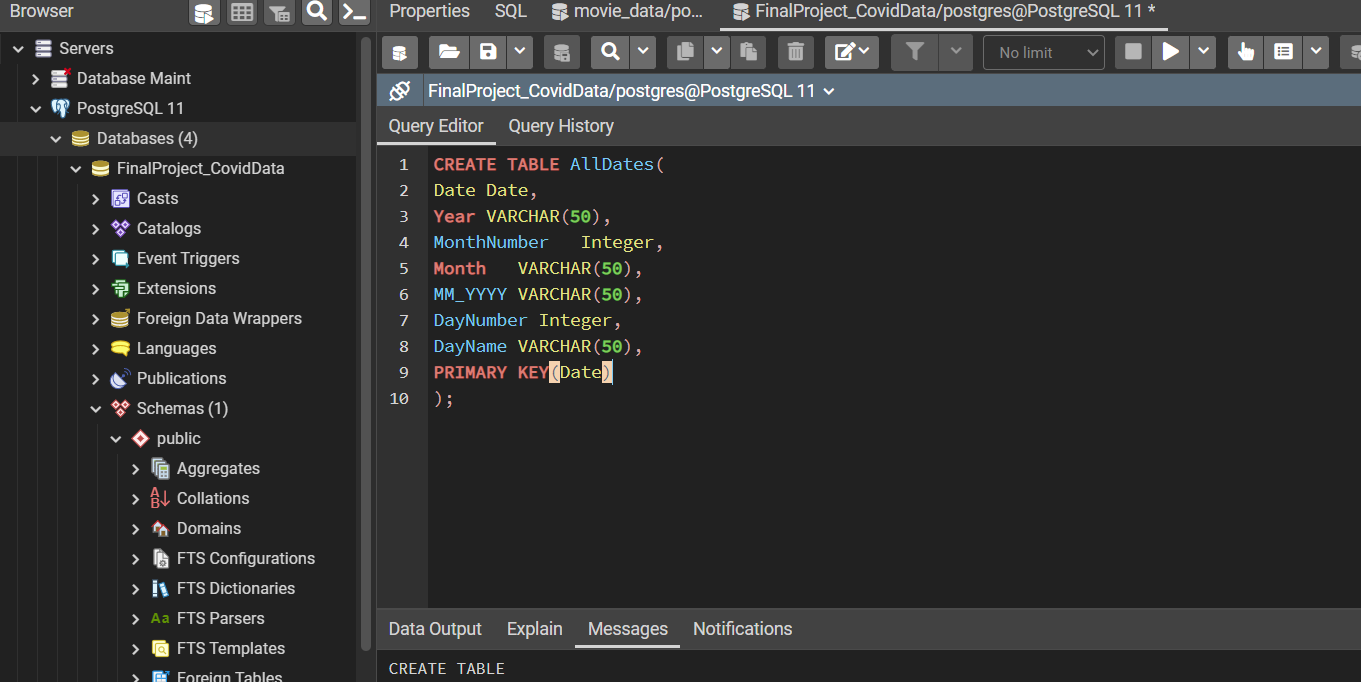 Browser
Properties SQL movie_data/po... FinalProject_CovidData/postgres@PostgreSQL 11 *
No limit
FinalProject_CovidData/postgres@PostgreSQL 11
Query Editor Query History
Servers
Database Maint
PostgreSQL 11
Databases (4)
FinalProject_CovidData
Casts
Catalogs
Event Triggers
Extensions
Foreign Data Wrappers
Languages
Publications
Schemas (1)
public
Aggregates
Collations
Domains
FTS Configurations
FTS Dictionaries
Aa FTS Parsers
FTS Templates
Foreign Tables
1 CREATE TABLE AllDates(
2 Date Date,
3 Year VARCHAR(50),
4 MonthNumber   Integer,
5 Month   VARCHAR(50),
6 MM_YYYY VARCHAR(50),
7 DayNumber Integer,
8 DayName VARCHAR(50),
9 PRIMARY KEY(Date)
10 );
Data Output Explain Messages Notifications
CREATE TABLE